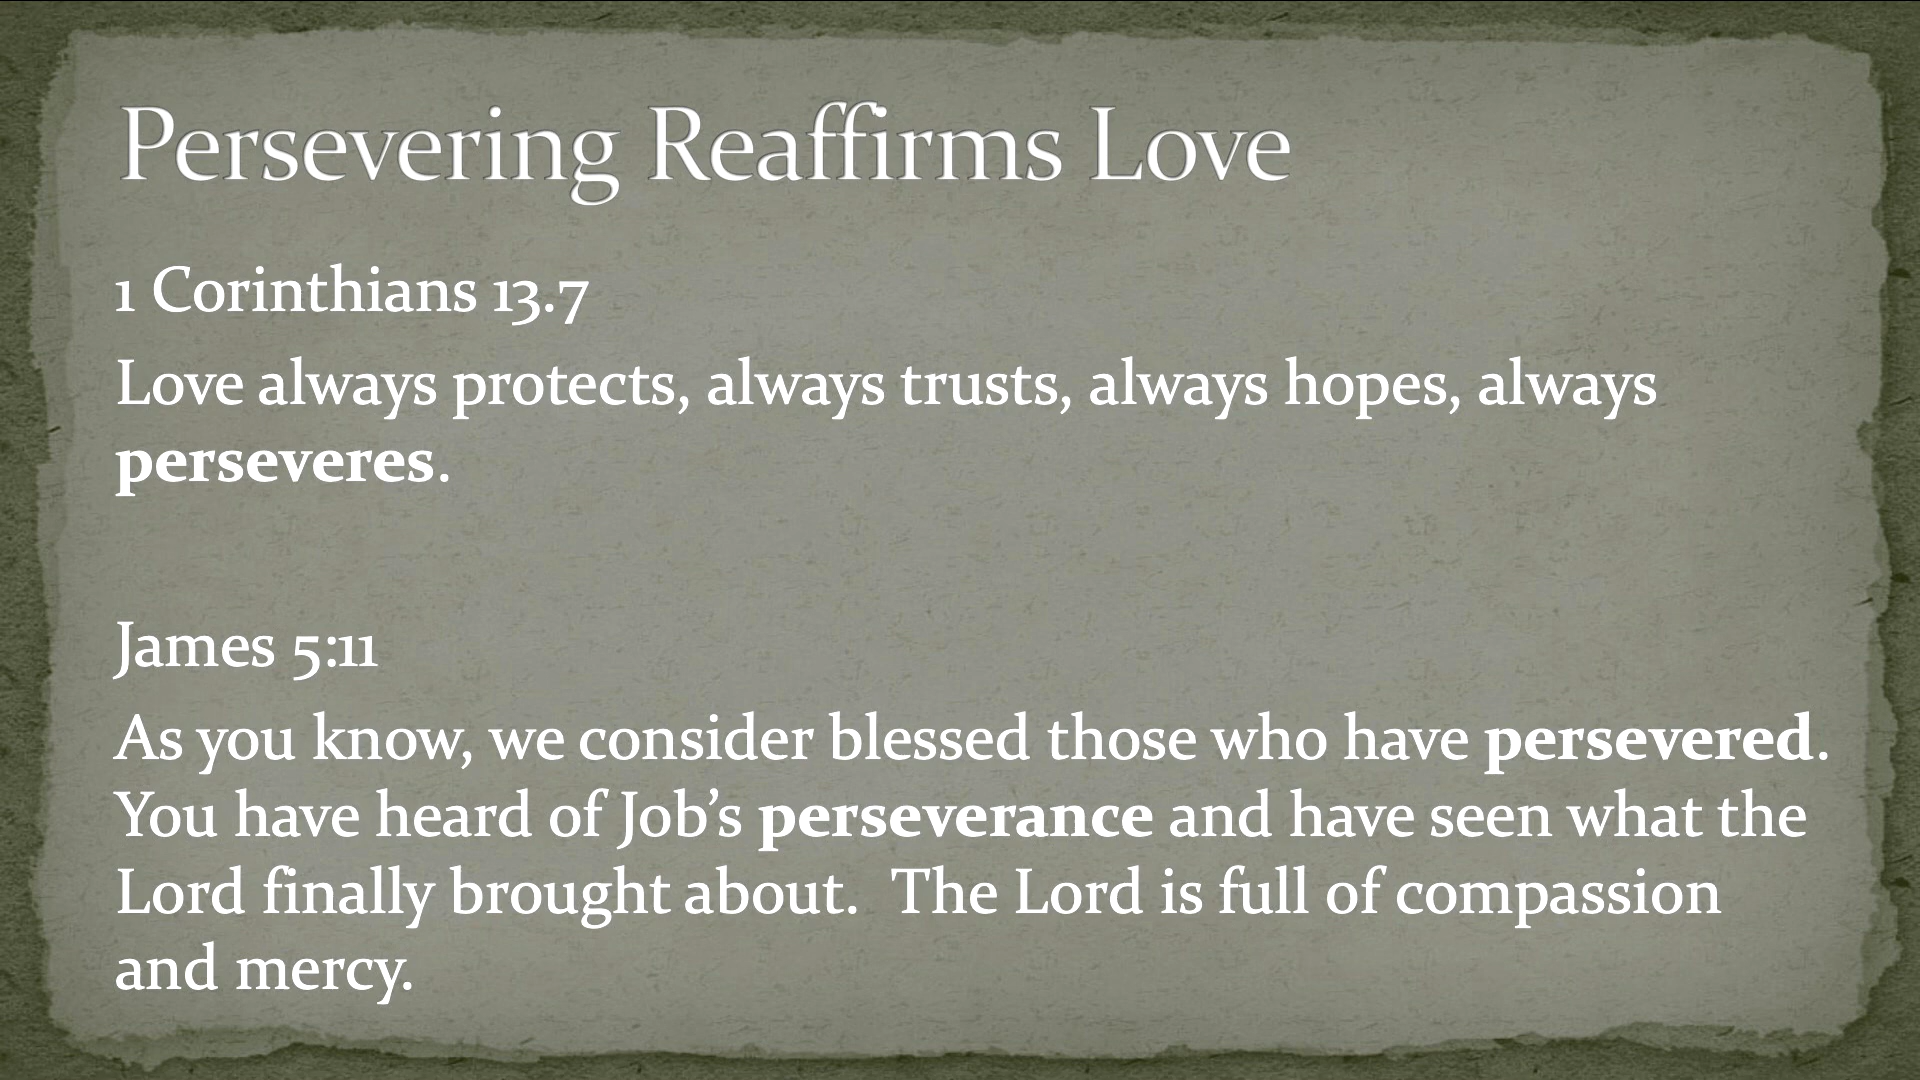 Persevering Reaffirms Love
1 Corinthians 13.7
Love always protects, always trusts, always hopes, always
perseveres.
James 5:11
As you know, we consider blessed those who have persevered.
You have heard of Job’s perseverance and have seen what the
Lord finally brought about.  The Lord is full of compassion
and mercy.